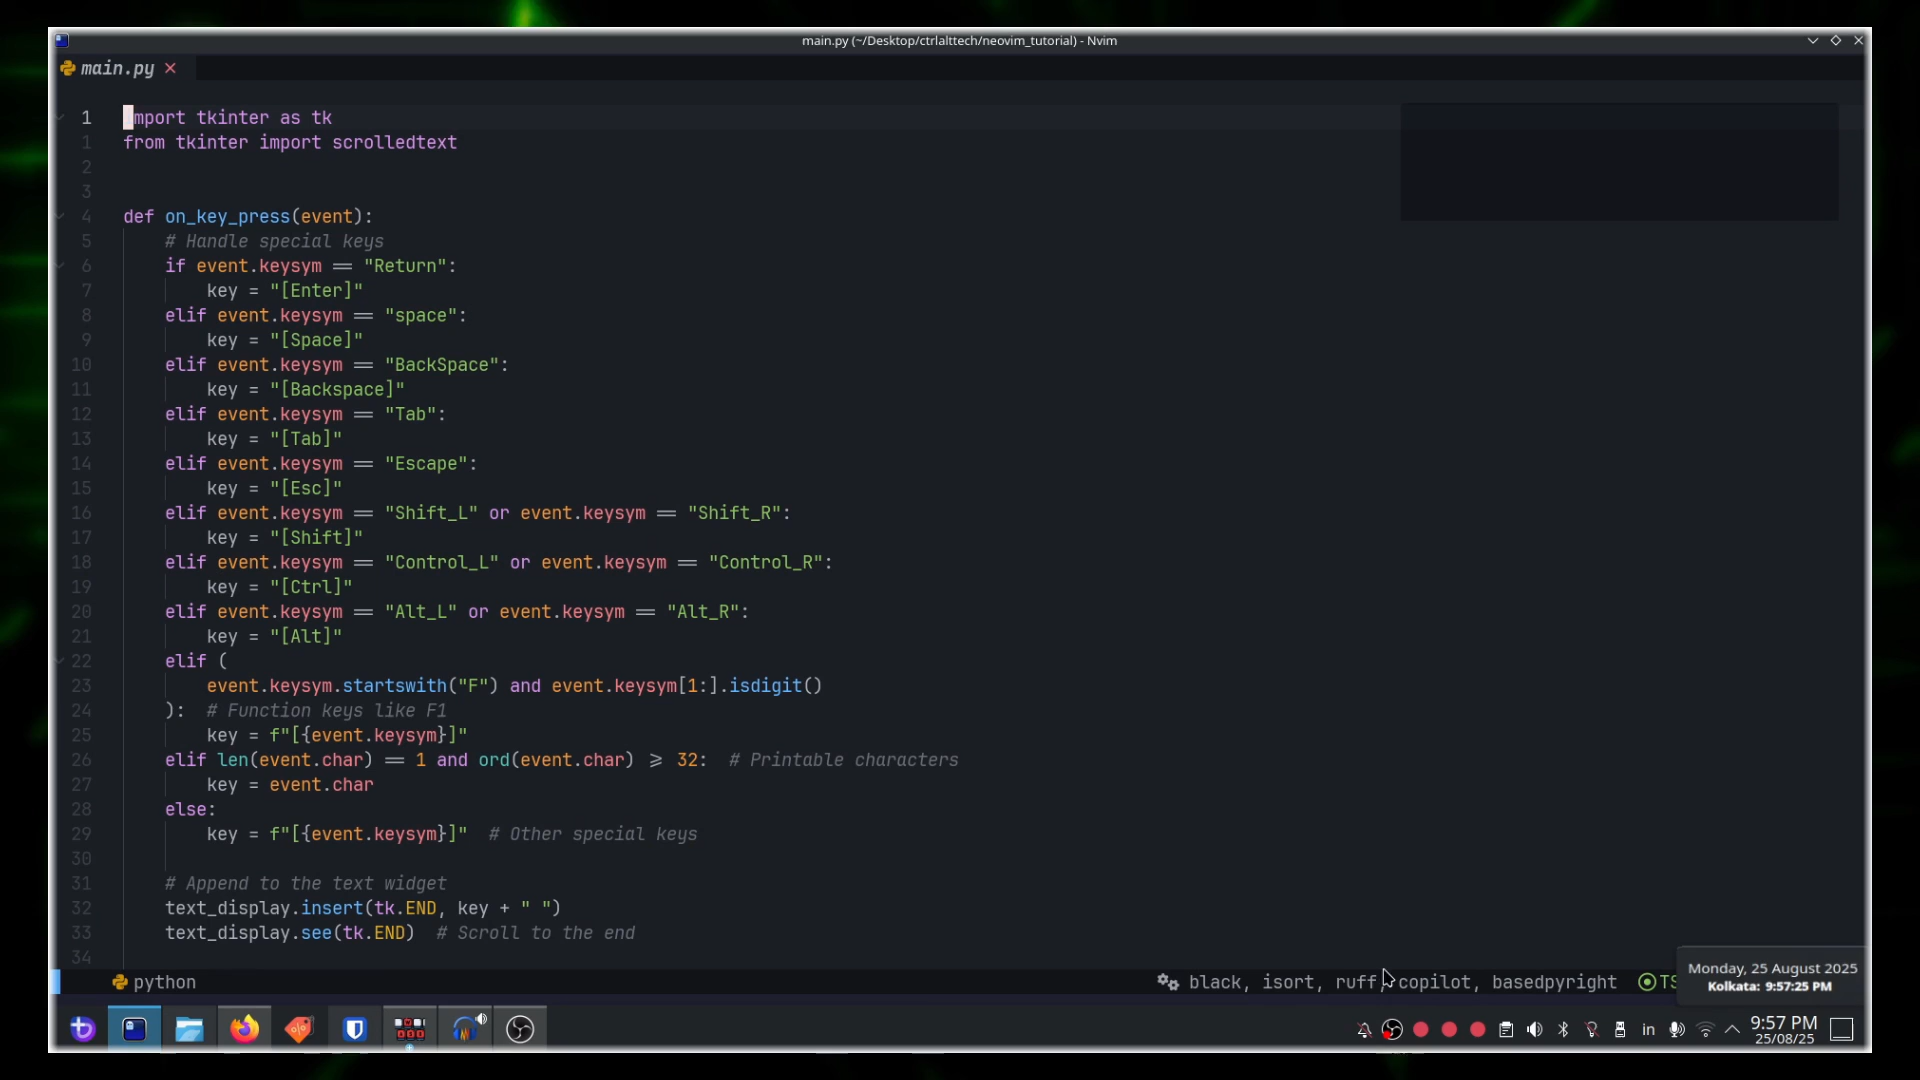 main.py (~/Desktop/ctrlalttech/neovim_tutorial) - Nvim
main.py
1 import tkinter as tk
1 from tkinter import scrolledtext
2
3
4 def on_key_press(event):
5 # Handle special keys
6 if event.keysym == "Return":
7 key = "[Enter]"
8 elif event.keysym == "space":
9 key = "[Space]"
10 elif event.keysym == "BackSpace":
11 key = "[Backspace]"
12 elif event.keysym == "Tab":
13 key = "[Tab]"
14 elif event.keysym == "Escape":
15 key = "[Esc]"
16 elif event.keysym == "Shift_L" or event.keysym == "Shift_R":
17 key = "[Shift]"
18 elif event.keysym == "Control_L" or event.keysym == "Control_R":
19 key = "[Ctrl]"
20 elif event.keysym == "Alt_L" or event.keysym == "Alt_R":
21 key = "[Alt]"
22 elif (
23 event.keysym.startswith("F") and event.keysym[1:].isdigit()
24 ): # Function keys like F1
25 key = f"[{event.keysym}]"
26 elif len(event.char) == 1 and ord(event.char) >= 32: # Printable characters
27 key = event.char
28 else:
29 key = f"[{event.keysym}]" # Other special keys
30
31 # Append to the text widget
32 text_display.insert(tk.END, key + " ")
33 text_display.see(tk.END) # Scroll to the end
34
python black, isort, ruff, copilot, basedpyright TS
Monday, 25 August 2025
Kolkata: 9:57:25 PM
in 9:57 PM
25/08/25